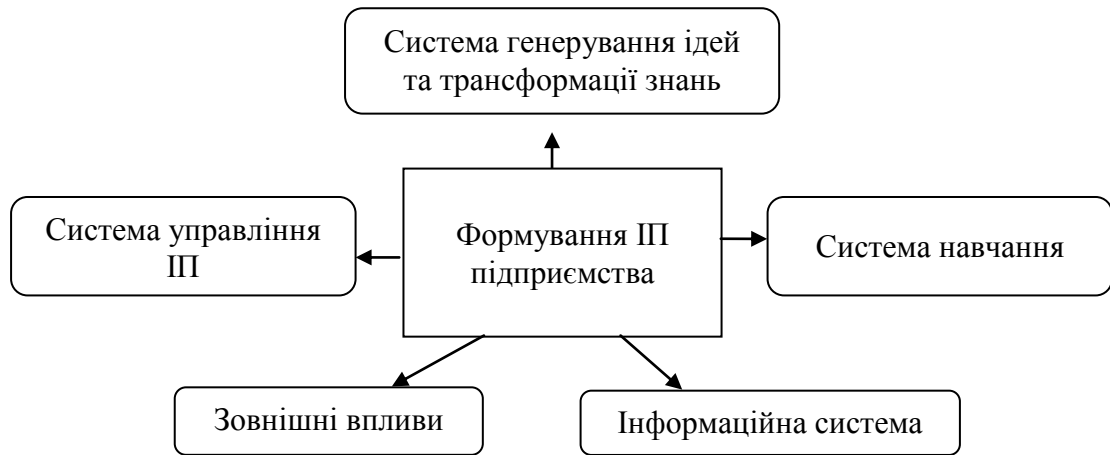 Система генерування ідей
та трансформації знань
Система управління
ІП
Формування ІП
підприємства
Система навчання
Зовнішні впливи
Інформаційна система